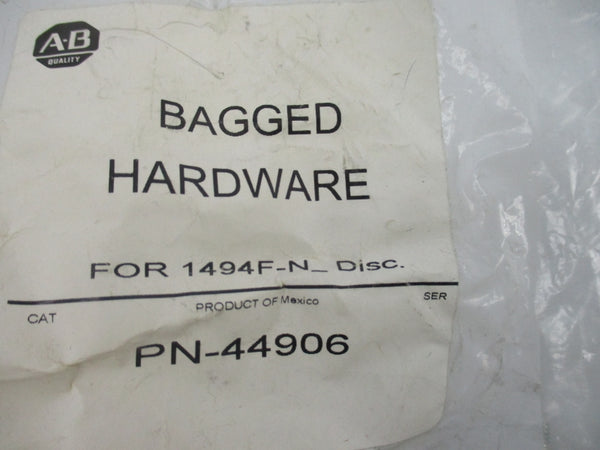 A-B
QUALITY
BAGGED
HARDWARE
FOR 1494F-N_ Disc.
CAT PRODUCT OF Mexico SER
PN-44906